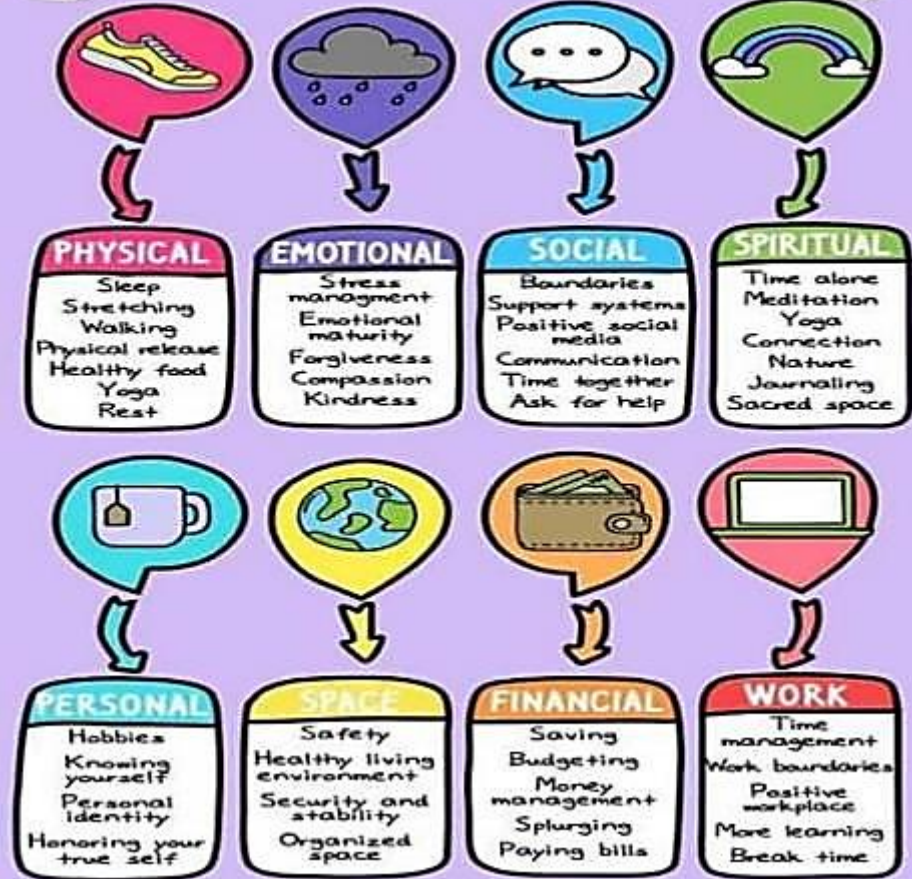 PHYSICAL
Sleep
Stretching
Walking
Physical release
Healthy food
Yoga
Rest
EMOTIONAL
Stress
managment
Emotional
maturity
Forgiveness
Compassion
Kindness
SOCIAL
Boundaries
Support systems
Positive social
media
Communication
Time together
Ask for help
SPIRITUAL
Time alone
Meditation
Yoga
Connection
Nature
Journaling
Sacred space
PERSONAL
Hobbies
Knowing
yourself
Personal
identity
Honoring your
true self
SPACE
Safety
Healthy living
environment
Security and
stability
Organized
space
FINANCIAL
Saving
Budgeting
Money
management
Splurging
Paying bills
WORK
Time
management
Work boundaries
Positive
workplace
More learning
Break time